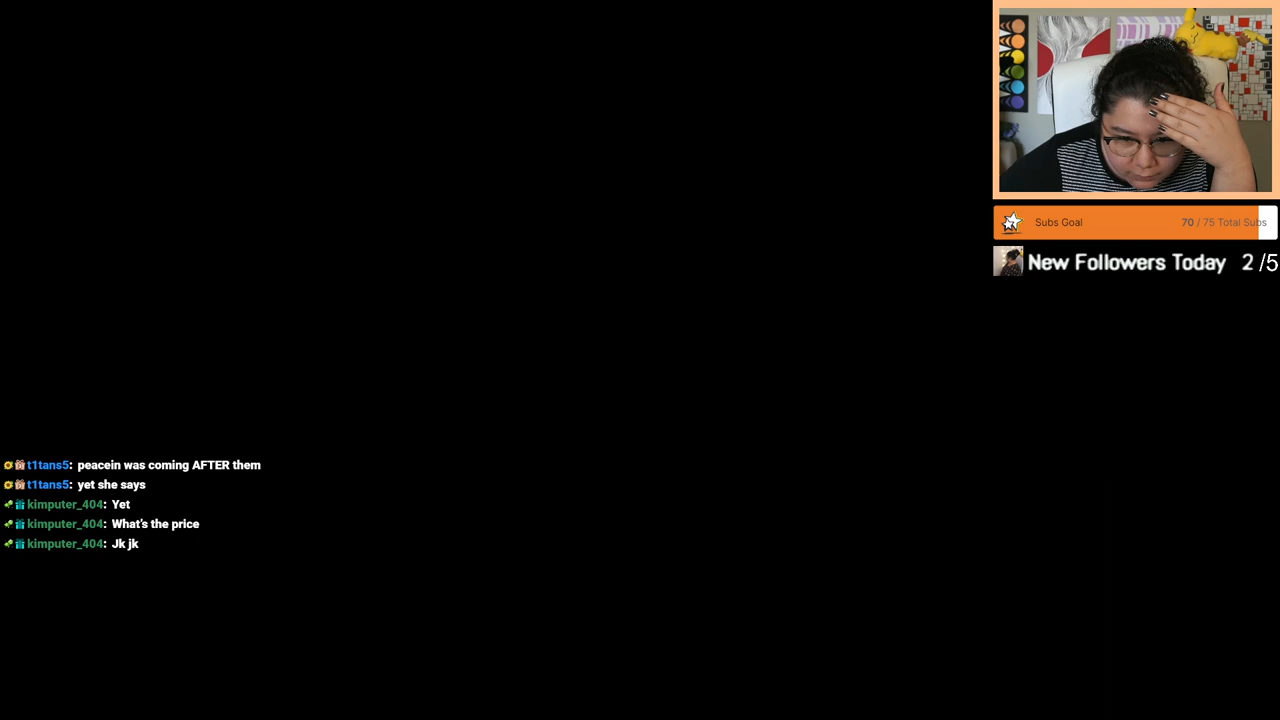 Subs Goal 70 / 75 Total Subs
New Followers Today 2 /5
t1tans5: peacein was coming AFTER them
t1tans5: yet she says
kimputer_404: Yet
kimputer_404: What's the price
kimputer_404: Jk jk